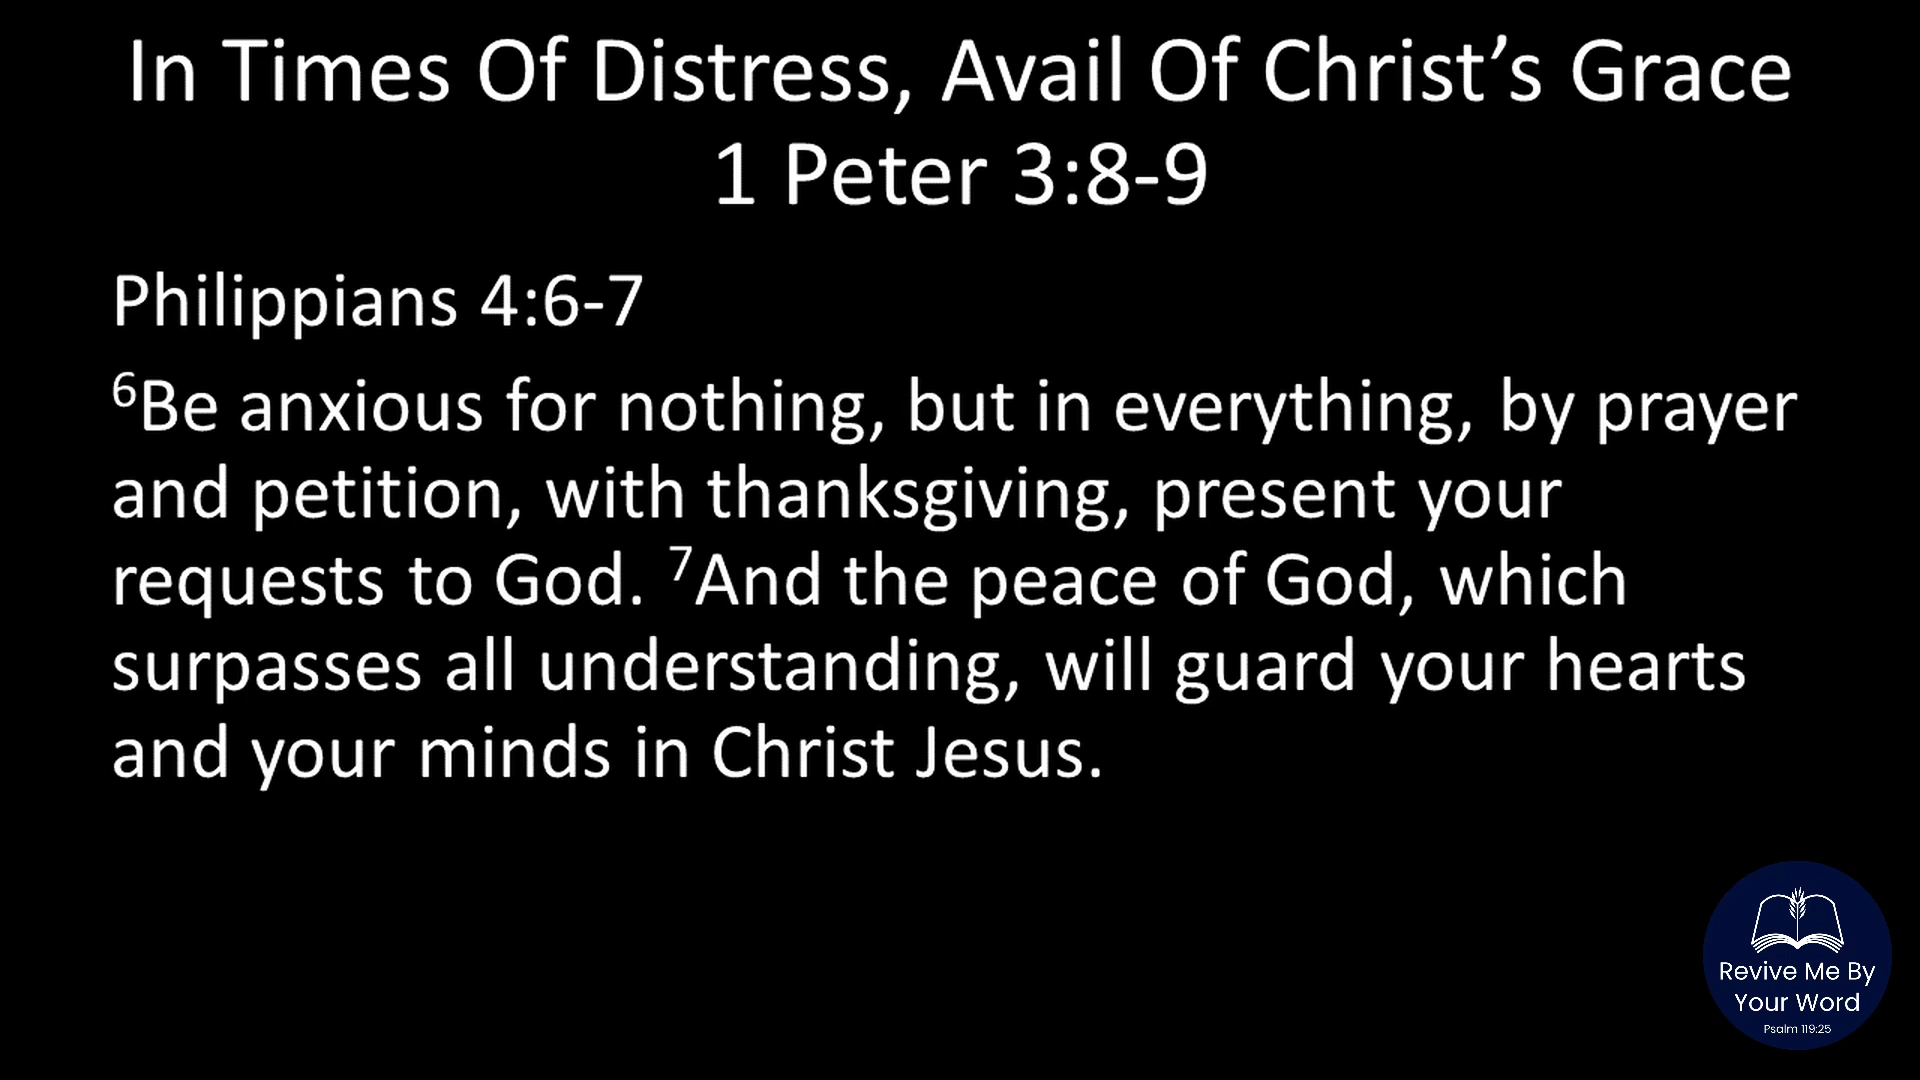 In Times Of Distress, Avail Of Christ’s Grace
1 Peter 3:8-9
Philippians 4:6-7
⁶Be anxious for nothing, but in everything, by prayer
and petition, with thanksgiving, present your
requests to God. ⁷And the peace of God, which
surpasses all understanding, will guard your hearts
and your minds in Christ Jesus.
Revive Me By
Your Word
Psalm 119:25